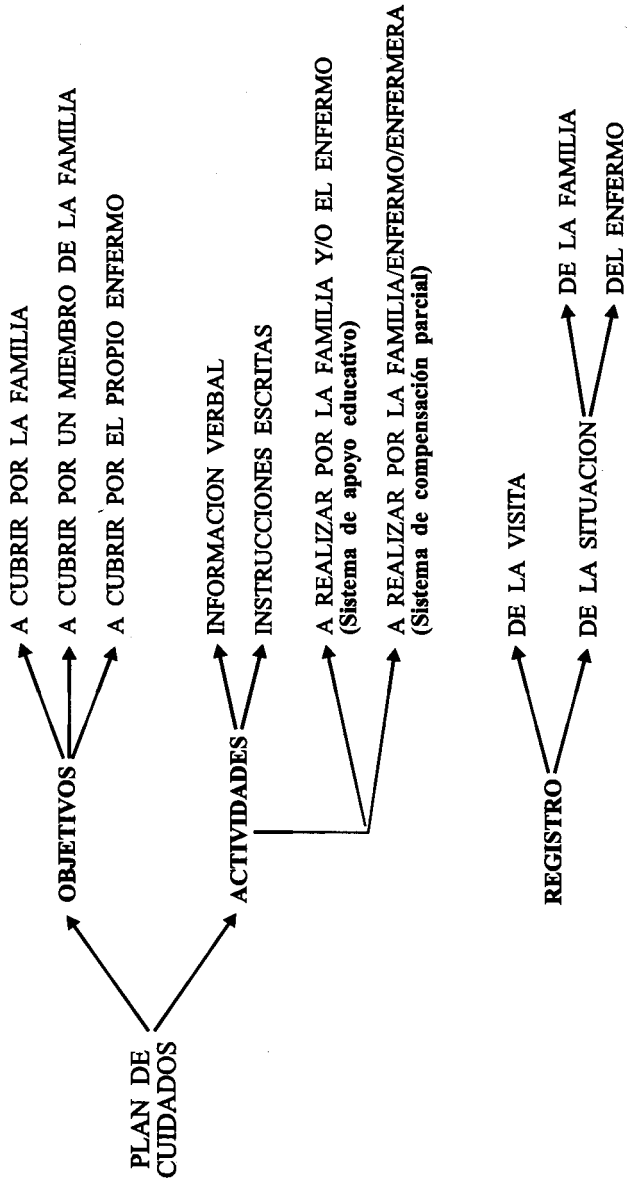 PLAN DE
CUIDADOS
OBJETIVOS
A CUBRIR POR LA FAMILIA
A CUBRIR POR UN MIEMBRO DE LA FAMILIA
A CUBRIR POR EL PROPIO ENFERMO
ACTIVIDADES
INFORMACION VERBAL
INSTRUCCIONES ESCRITAS
A REALIZAR POR LA FAMILIA Y/O EL ENFERMO
(Sistema de apoyo educativo)
A REALIZAR POR LA FAMILIA/ENFERMO/ENFERMERA
(Sistema de compensación parcial)
REGISTRO
DE LA VISITA
DE LA SITUACION
DE LA FAMILIA
DEL ENFERMO